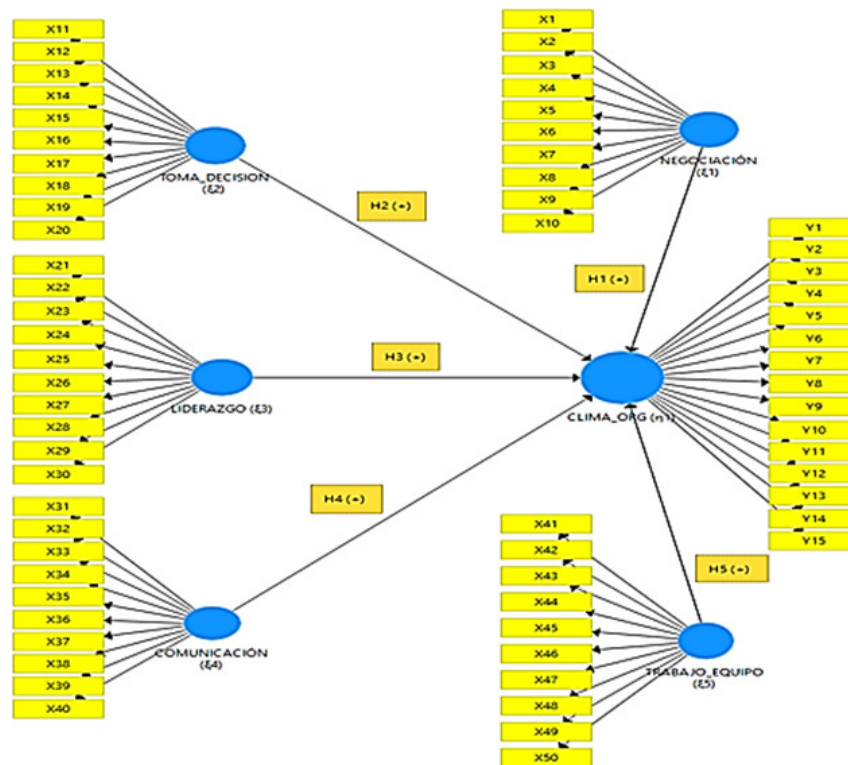 X11
X12
X13
X14
X15
X16
X17
X18
X19
X20
TOMA_DECISION
(ξ2)
X1
X2
X3
X4
X5
X6
X7
X8
X9
X10
NEGOCIACIÓN
(ξ1)
H2 (+)
H1 (+)
X21
X22
X23
X24
X25
X26
X27
X28
X29
X30
LIDERAZGO (ξ3)
H3 (+)
CLIMA_ORG (η1)
Y1
Y2
Y3
Y4
Y5
Y6
Y7
Y8
Y9
Y10
Y11
Y12
Y13
Y14
Y15
X31
X32
X33
X34
X35
X36
X37
X38
X39
X40
COMUNICACIÓN
(ξ4)
H4 (+)
H5 (+)
X41
X42
X43
X44
X45
X46
X47
X48
X49
X50
TRABAJO_EQUIPO
(ξ5)